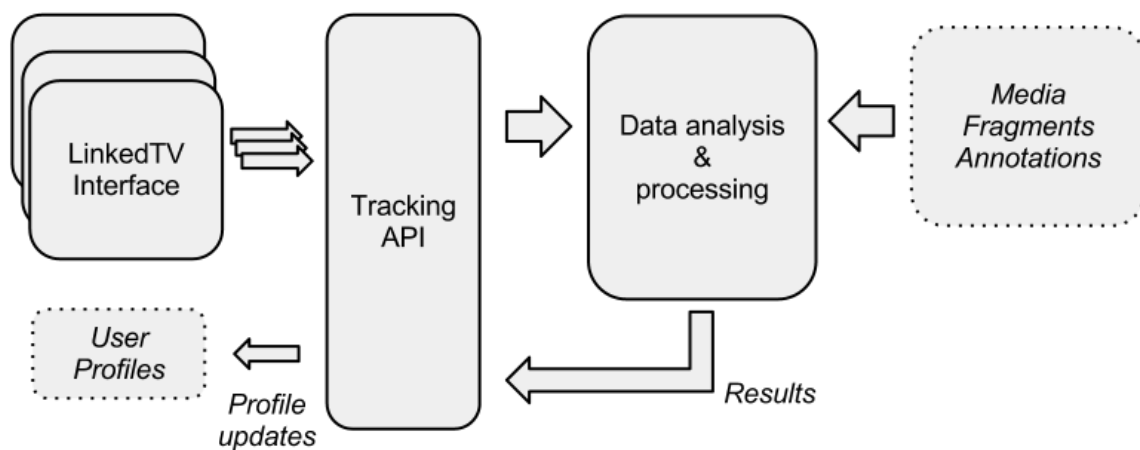 LinkedTV
Interface
Tracking
API
Data analysis
&
processing
Media
Fragments
Annotations
User
Profiles
Profile
updates
Results